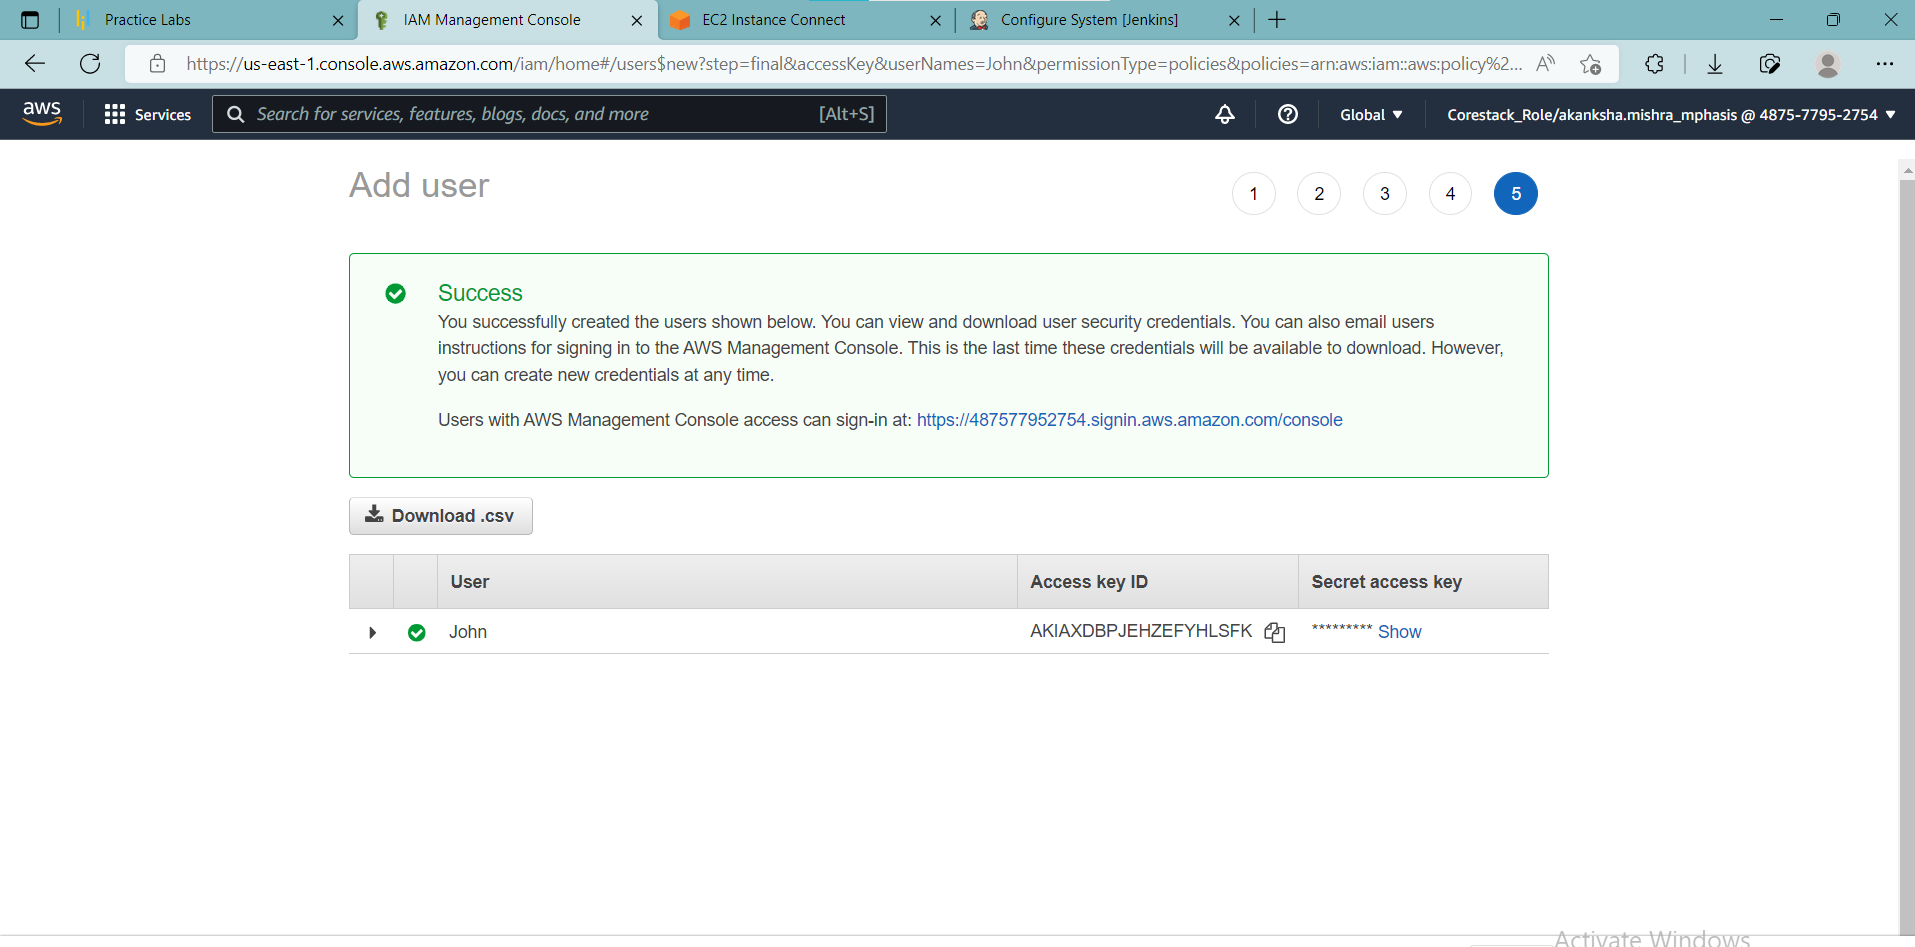 Practice Labs
IAM Management Console
EC2 Instance Connect
Configure System [Jenkins]
https://us-east-1.console.aws.amazon.com/iam/home#/users$new?step=final&accessKey&userNames=John&permissionType=policies&policies=arn:aws:iam::aws:policy%2...
aws
Services
Search for services, features, blogs, docs, and more
[Alt+S]
Global
Corestack_Role/akanksha.mishra_mphasis @ 4875-7795-2754
Add user
1
2
3
4
5
Success
You successfully created the users shown below. You can view and download user security credentials. You can also email users
instructions for signing in to the AWS Management Console. This is the last time these credentials will be available to download. However,
you can create new credentials at any time.
Users with AWS Management Console access can sign-in at: https://487577952754.signin.aws.amazon.com/console
Download .csv
User
Access key ID
Secret access key
John
AKIAXDBPJEHZEFYHLSFK
********* Show
Activate Windows